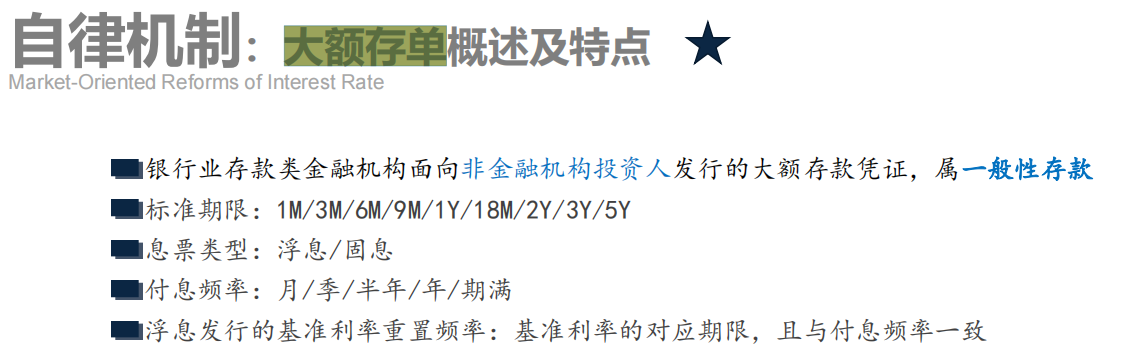 自律机制：大额存单概述及特点
Market-Oriented Reforms of Interest Rate
银行业存款类金融机构面向非金融机构投资人发行的大额存款凭证，属一般性存款
标准期限：1M/3M/6M/9M/1Y/18M/2Y/3Y/5Y
息票类型：浮息/固息
付息频率：月/季/半年/年/期满
浮息发行的基准利率重置频率：基准利率的对应期限，且与付息频率一致